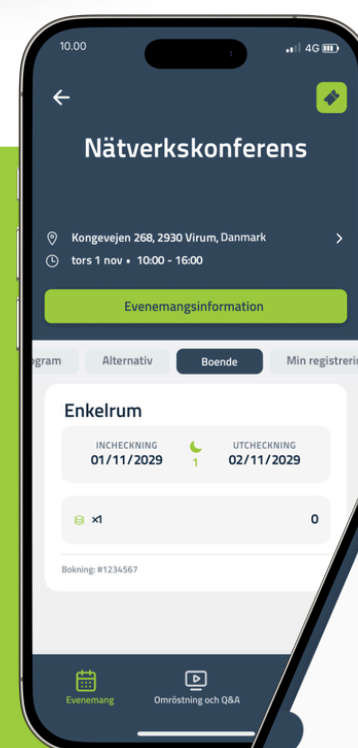 10.00 4G
Nätverkskonferens
Kongevejen 268, 2930 Virum, Danmark
tors 1 nov • 10:00 - 16:00
Evenemangsinformation
Alternativ Boende Min
Enkelrum
INCHECKNING UTCHECKNING
01/11/2029 1 02/11/2029
x1 0
Bokning: #1234567
Evenemang Omröstning och Q&A